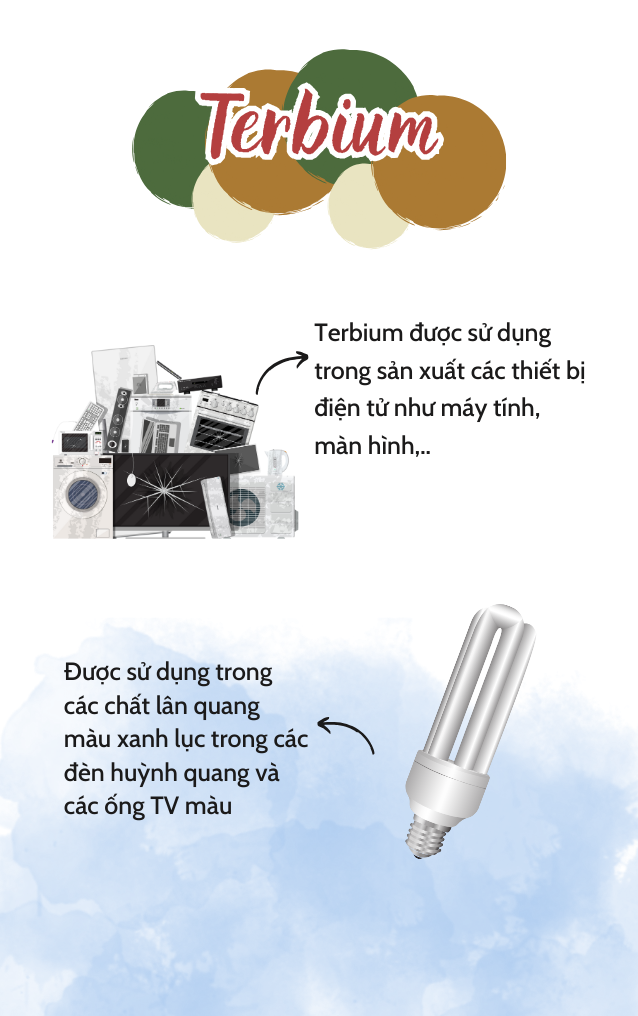 Terbium
Terbium được sử dụng
trong sản xuất các thiết bị
điện tử như máy tính,
màn hình,..
Được sử dụng trong
các chất lân quang
màu xanh lục trong các
đèn huỳnh quang và
các ống TV màu